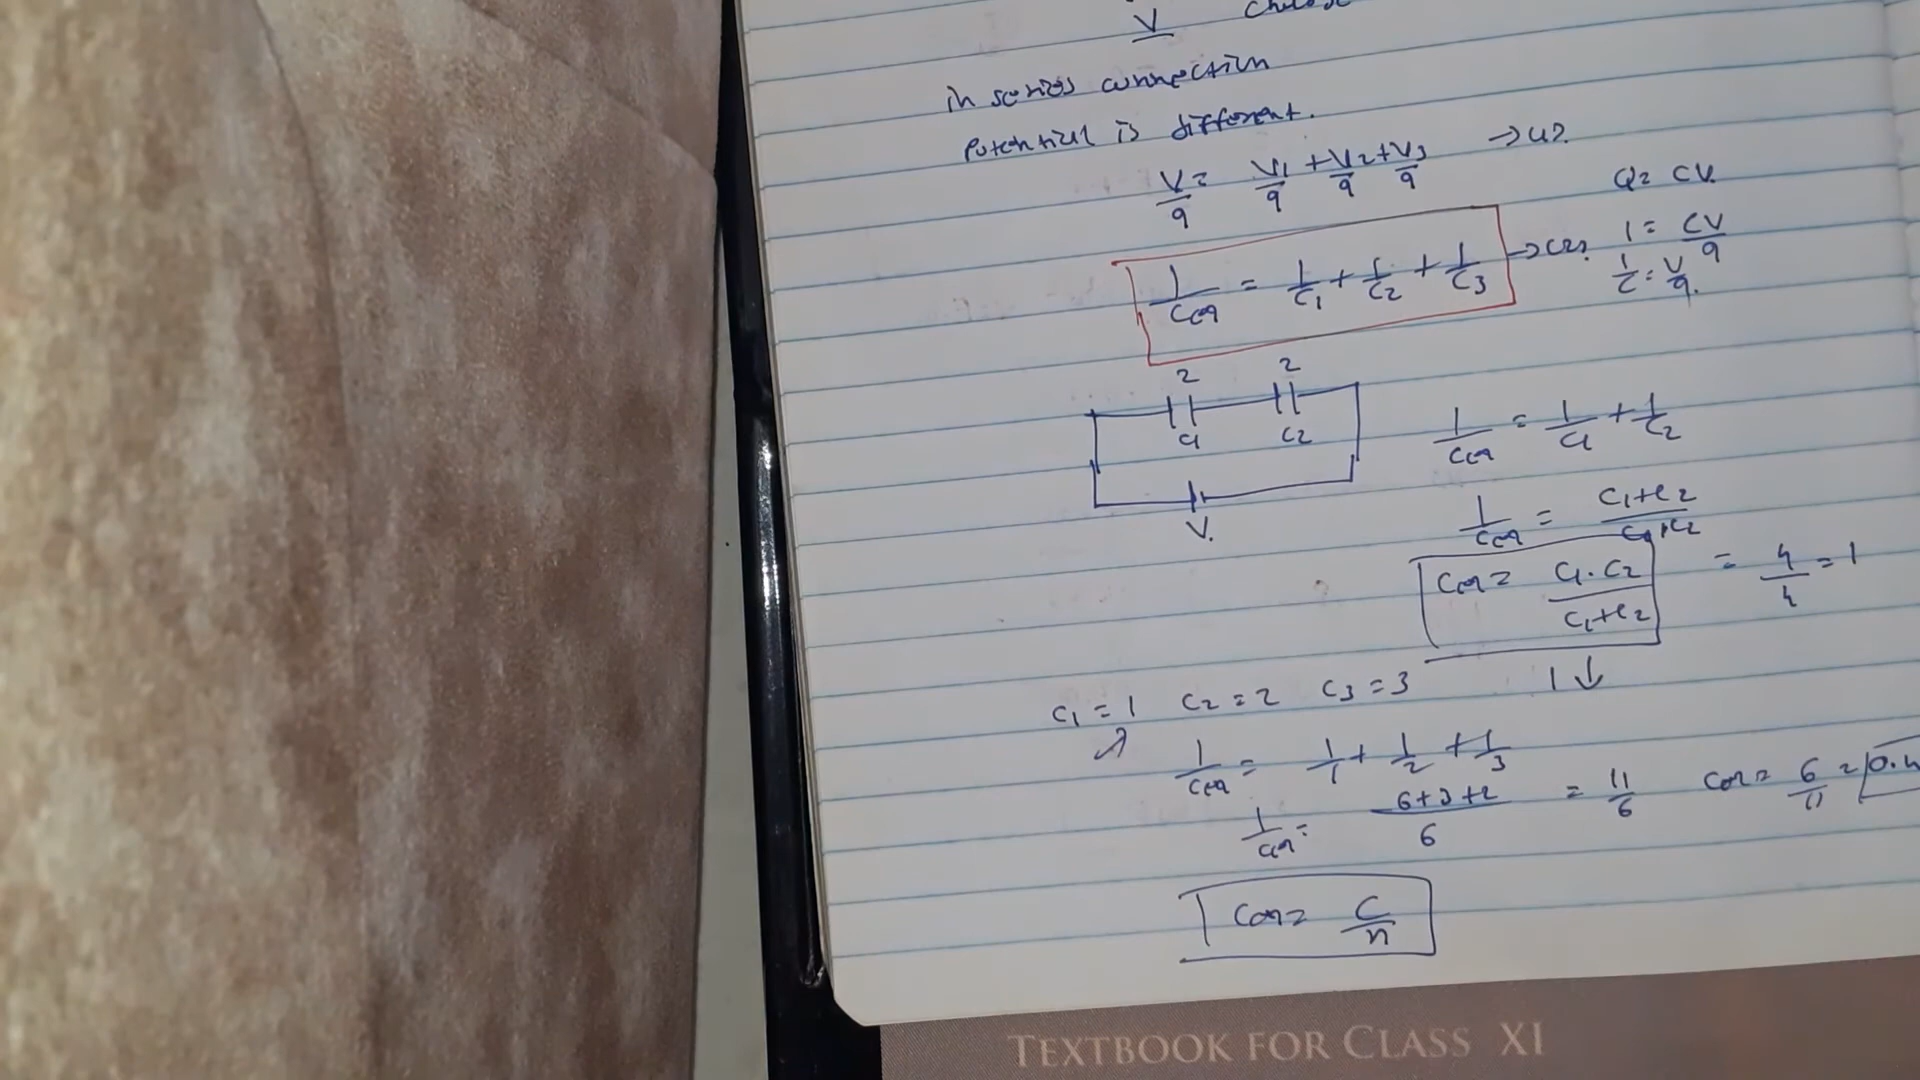 V
in series connection
Potential is different.
V/q = V1/q + V2/q + V3/q
Q = CV.
1/Ceq = 1/C1 + 1/C2 + 1/C3
1 = CV/q
1/C = V/q.
2 2
C1 C2
V.
1/Ceq = 1/C1 + 1/C2
1/Ceq = C1+C2/C1.C2
Ceq = C1.C2/C1+C2 = 4/4 = 1
1 ↓
C1 = 1 C2 = 2 C3 = 3
1/Ceq = 1/1 + 1/2 + 1/3
1/Ceq = 6+3+2/6 = 11/6 Ceq = 6/11 =
Ceq = C/n
TEXTBOOK FOR CLASS XI